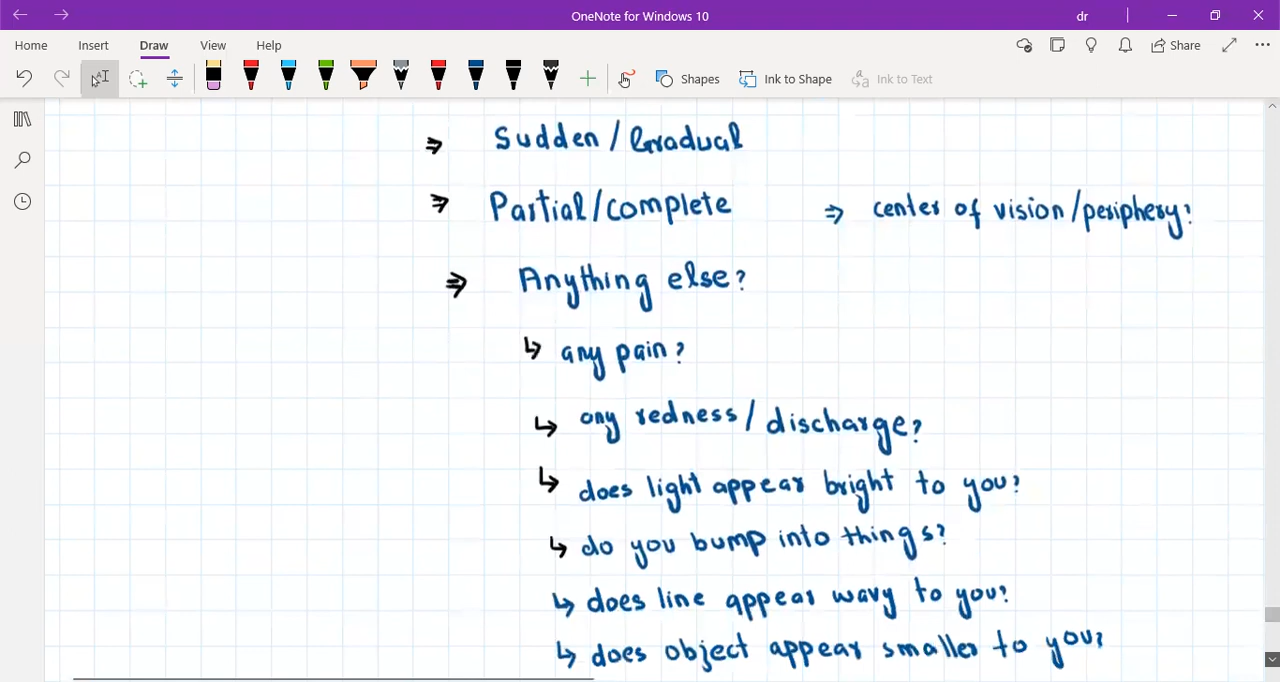 OneNote for Windows 10
dr
Home Insert Draw View Help
Share
Shapes Ink to Shape Ink to Text
⇒ Sudden / Gradual
⇒ Partial/complete ⇒ center of vision/periphery?
⇒ Anything else?
↳ any pain?
↳ any redness/discharge?
↳ does light appear bright to you?
↳ do you bump into things?
↳ does line appear wavy to you?
↳ does object appear smaller to you?